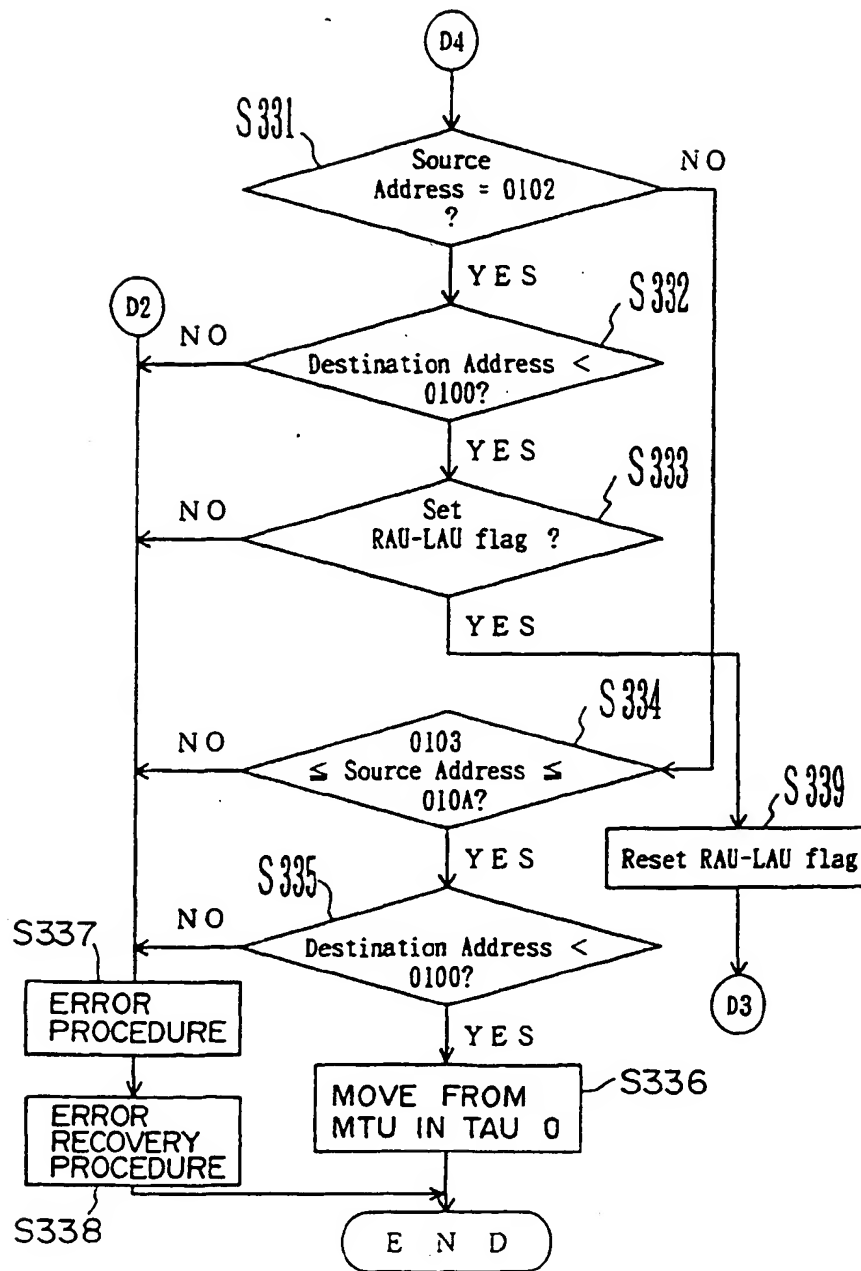 D4
S331
Source
Address = 0102
?
NO
YES
D2
S332
NO
Destination Address <
0100?
YES
S333
NO
Set
RAU-LAU flag ?
YES
S334
NO
0103
≦ Source Address ≦
010A?
S339
YES
Reset RAU-LAU flag
S335
NO
Destination Address <
0100?
S337
ERROR
PROCEDURE
D3
YES
S336
MOVE FROM
MTU IN TAU 0
ERROR
RECOVERY
PROCEDURE
S338
END